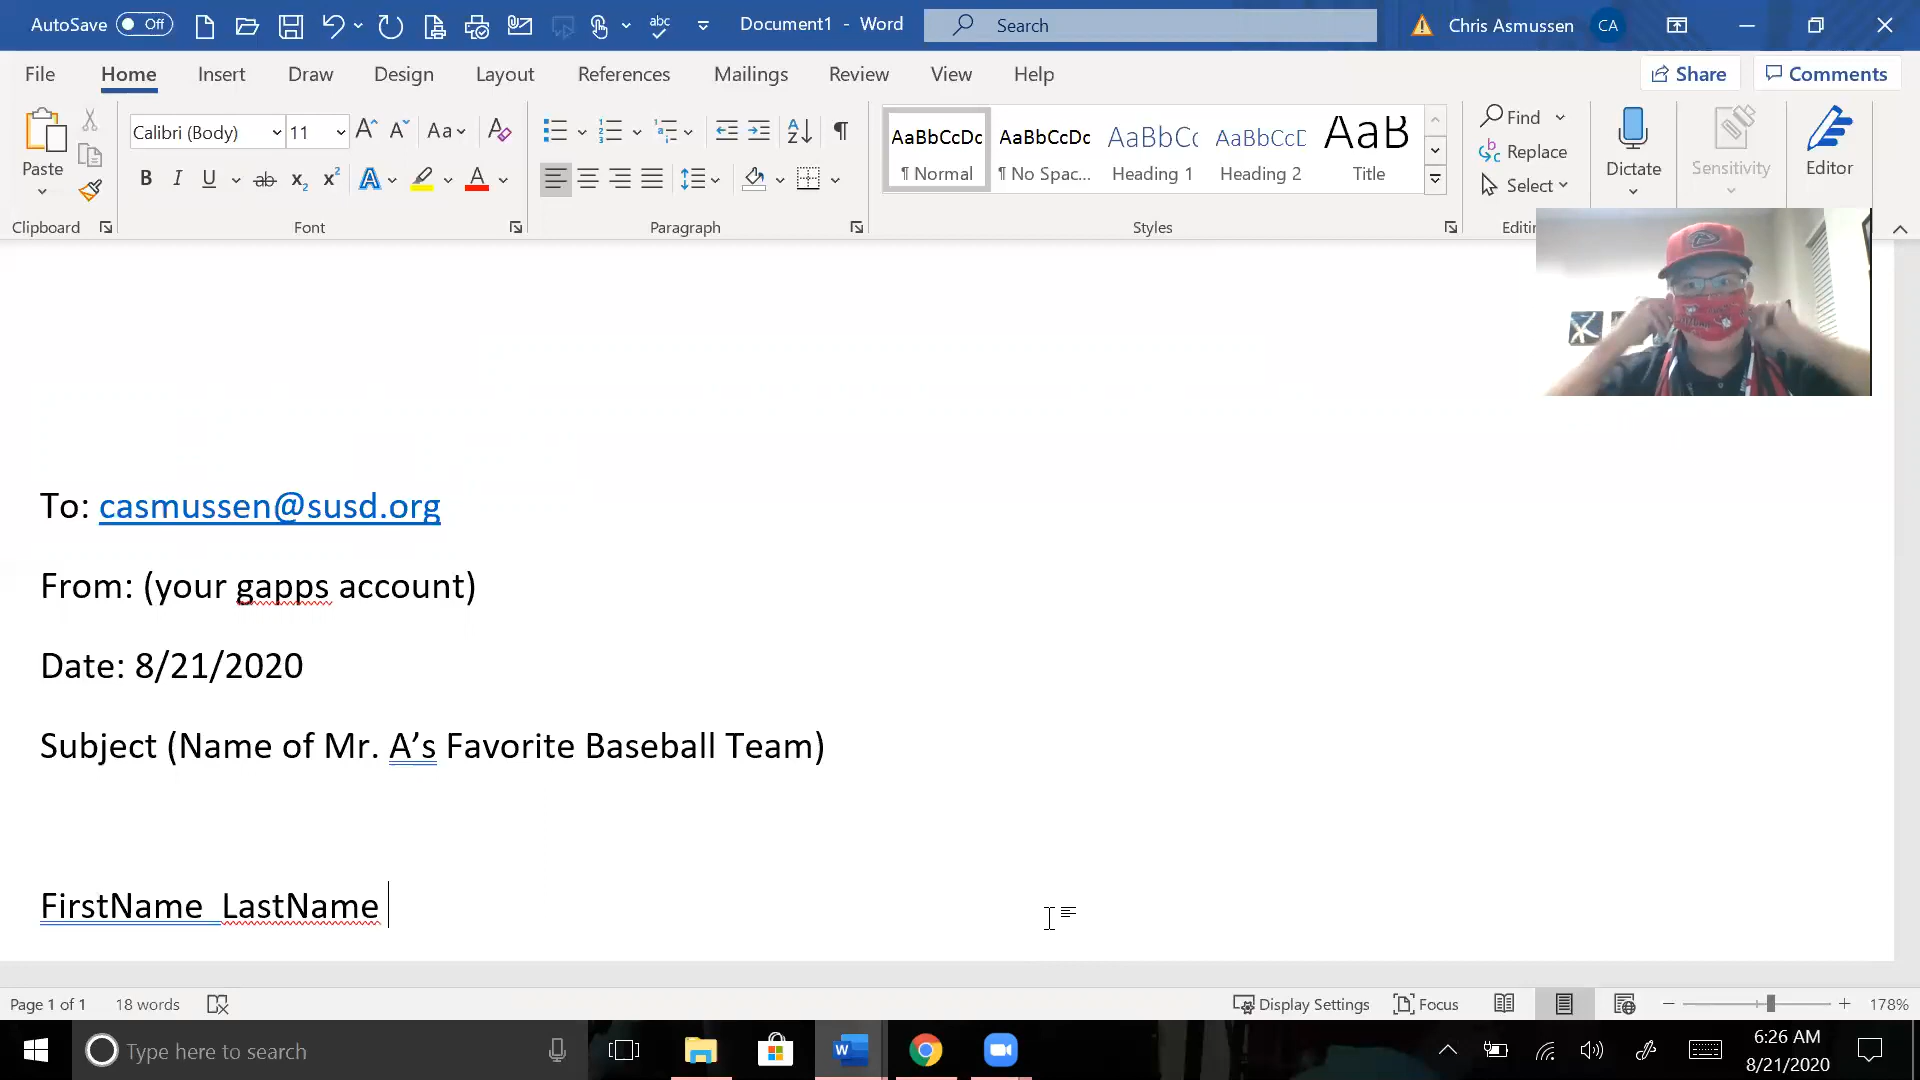 AutoSave Off Document1 - Word Search Chris Asmussen CA
File Home Insert Draw Design Layout References Mailings Review View Help Share Comments
Calibri (Body) 11 Aa AaBbCcDc AaBbCcDc AaBbCc AaBbCcD AaB Find
Paste ¶ Normal ¶ No Spac... Heading 1 Heading 2 Title Replace Select Dictate Sensitivity Editor
Clipboard Font Paragraph Styles Editin
To: casmussen@susd.org
From: (your gapps account)
Date: 8/21/2020
Subject (Name of Mr. A’s Favorite Baseball Team)
FirstName  LastName
Page 1 of 1 18 words Display Settings Focus 178%
Type here to search 6:26 AM
8/21/2020